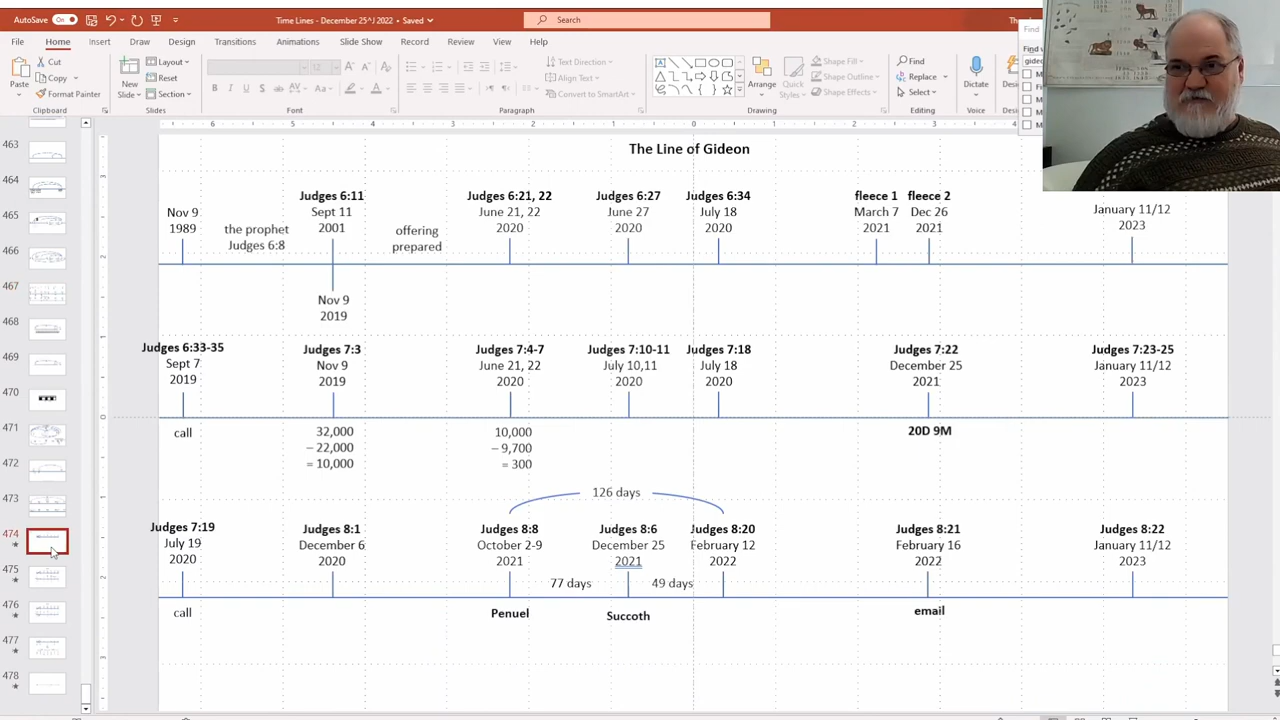 AutoSave On Time Lines - December 25^J 2022 • Saved Search
File Home Insert Draw Design Transitions Animations Slide Show Record Review View Help
Cut
Copy
Format Painter
Clipboard
New Slide
Layout
Reset
Section
Slides
Font
Text Direction
Align Text
Convert to SmartArt
Paragraph
Arrange
Quick Styles
Shape Fill
Shape Outline
Shape Effects
Drawing
Find
Replace
Select
Editing
Dictate
Voice
The Line of Gideon
Nov 9
1989
the prophet
Judges 6:8
Judges 6:11
Sept 11
2001
offering
prepared
Judges 6:21, 22
June 21, 22
2020
Judges 6:27
June 27
2020
Judges 6:34
July 18
2020
fleece 1
March 7
2021
fleece 2
Dec 26
2021
January 11/12
2023
Nov 9
2019
Judges 6:33-35
Sept 7
2019
call
Judges 7:3
Nov 9
2019
32,000
– 22,000
= 10,000
Judges 7:4-7
June 21, 22
2020
10,000
– 9,700
= 300
Judges 7:10-11
July 10,11
2020
Judges 7:18
July 18
2020
Judges 7:22
December 25
2021
20D 9M
Judges 7:23-25
January 11/12
2023
126 days
Judges 7:19
July 19
2020
call
Judges 8:1
December 6
2020
Judges 8:8
October 2-9
2021
Penuel
77 days
Judges 8:6
December 25
2021
Succoth
49 days
Judges 8:20
February 12
2022
Judges 8:21
February 16
2022
email
Judges 8:22
January 11/12
2023
463
464
465
466
467
468
469
471
472
473
474
475
476
477
478